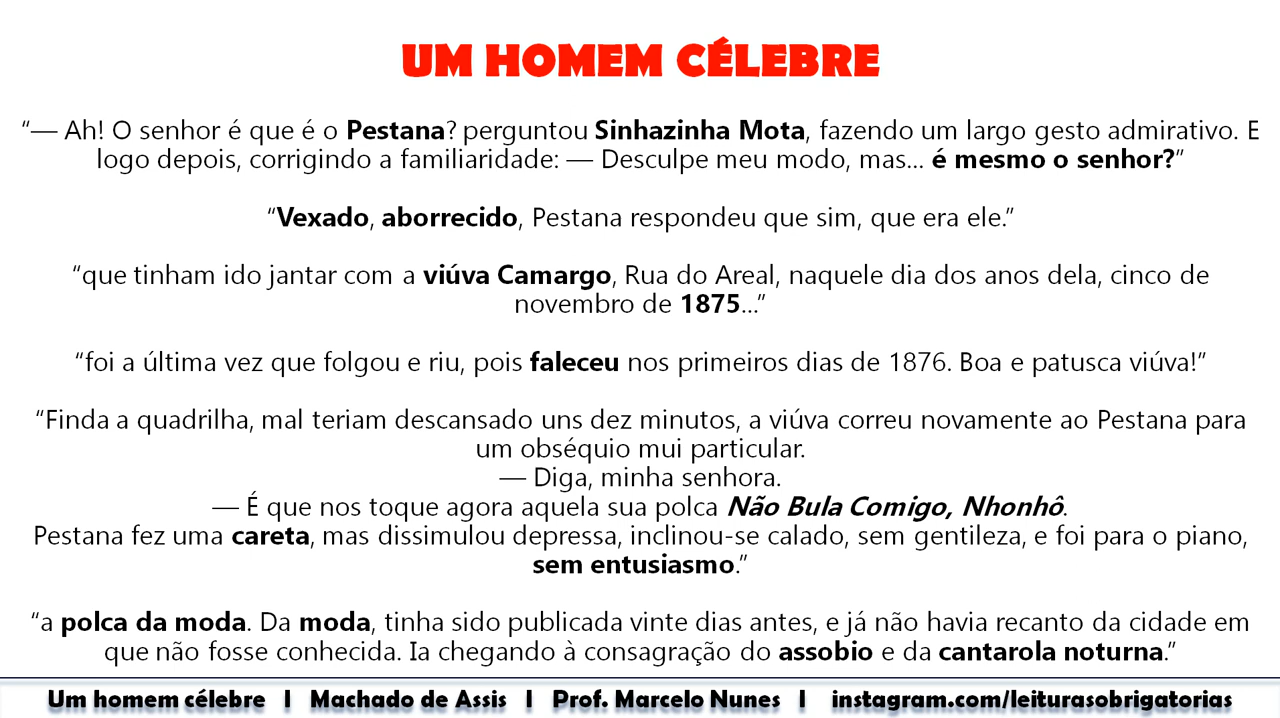 UM HOMEM CÉLEBRE
“— Ah! O senhor é que é o Pestana? perguntou Sinhazinha Mota, fazendo um largo gesto admirativo. E
logo depois, corrigindo a familiaridade: — Desculpe meu modo, mas... é mesmo o senhor?”
“Vexado, aborrecido, Pestana respondeu que sim, que era ele.”
“que tinham ido jantar com a viúva Camargo, Rua do Areal, naquele dia dos anos dela, cinco de
novembro de 1875...”
“foi a última vez que folgou e riu, pois faleceu nos primeiros dias de 1876. Boa e patusca viúva!”
“Finda a quadrilha, mal teriam descansado uns dez minutos, a viúva correu novamente ao Pestana para
um obséquio mui particular.
— Diga, minha senhora.
— É que nos toque agora aquela sua polca Não Bula Comigo, Nhonhô.
Pestana fez uma careta, mas dissimulou depressa, inclinou-se calado, sem gentileza, e foi para o piano,
sem entusiasmo.”
“a polca da moda. Da moda, tinha sido publicada vinte dias antes, e já não havia recanto da cidade em
que não fosse conhecida. Ia chegando à consagração do assobio e da cantarola noturna.”
Um homem célebre I Machado de Assis I Prof. Marcelo Nunes I instagram.com/leiturasobrigatorias